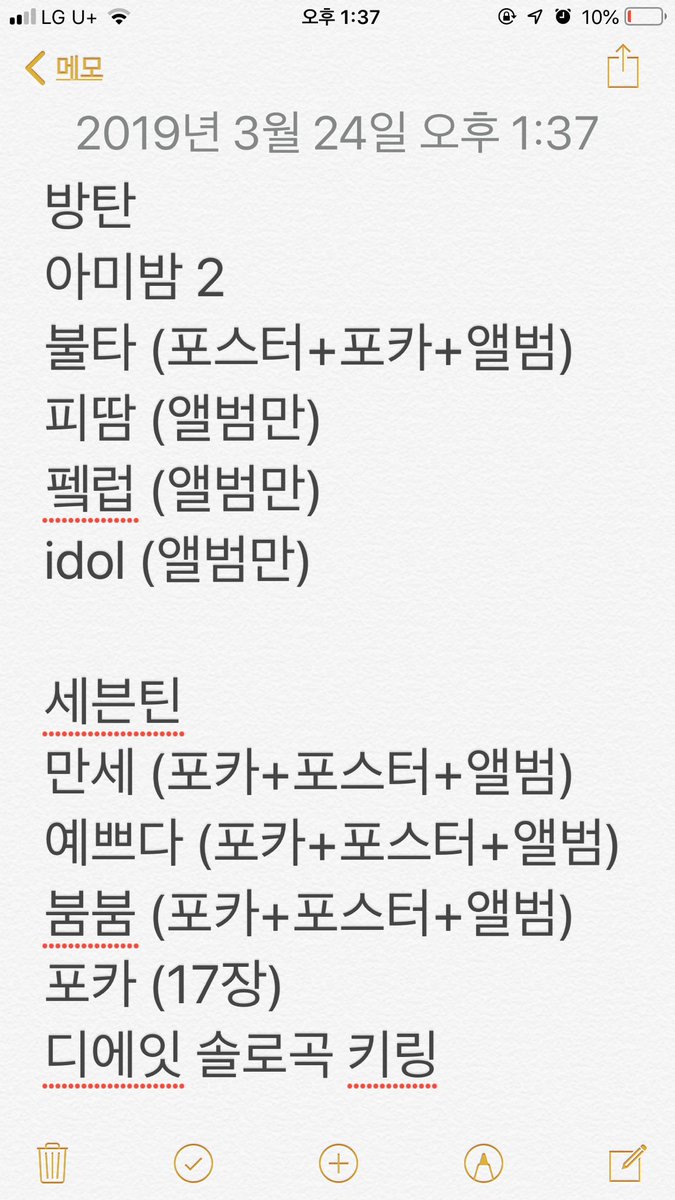 LG U+ 오후 1:37 10%
메모
2019년 3월 24일 오후 1:37
방탄
아미밤 2
불타 (포스터+포카+앨범)
피땀 (앨범만)
펰럽 (앨범만)
idol (앨범만)
세븐틴
만세 (포카+포스터+앨범)
예쁘다 (포카+포스터+앨범)
붐붐 (포카+포스터+앨범)
포카 (17장)
디에잇 솔로곡 키링